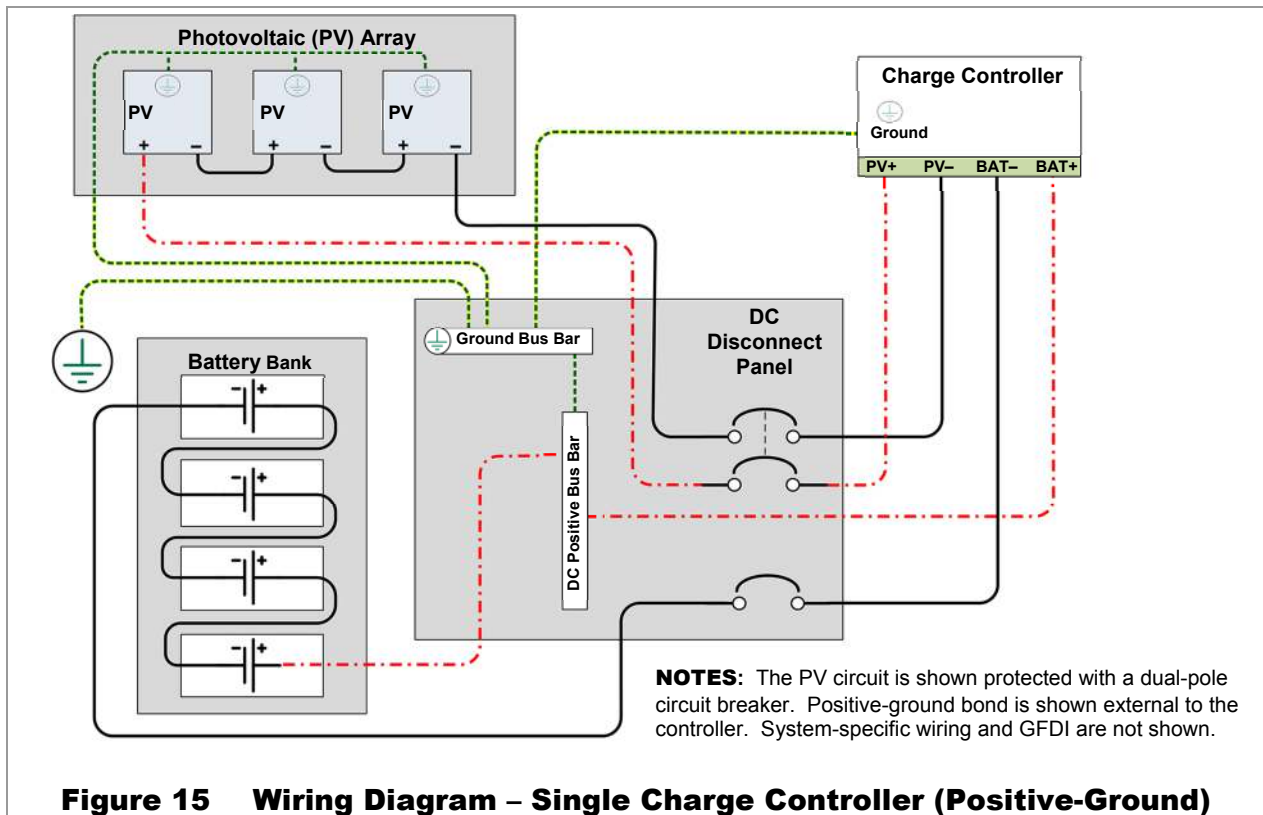 Photovoltaic (PV) Array
PV
PV
PV
+
–
+
–
+
–
Charge Controller
Ground
PV+ PV– BAT– BAT+
Ground Bus Bar
DC
Disconnect
Panel
DC Positive Bus Bar
Battery Bank
- +
- +
- +
- +
NOTES: The PV circuit is shown protected with a dual-pole
circuit breaker. Positive-ground bond is shown external to the
controller. System-specific wiring and GFDI are not shown.
Figure 15 Wiring Diagram – Single Charge Controller (Positive-Ground)